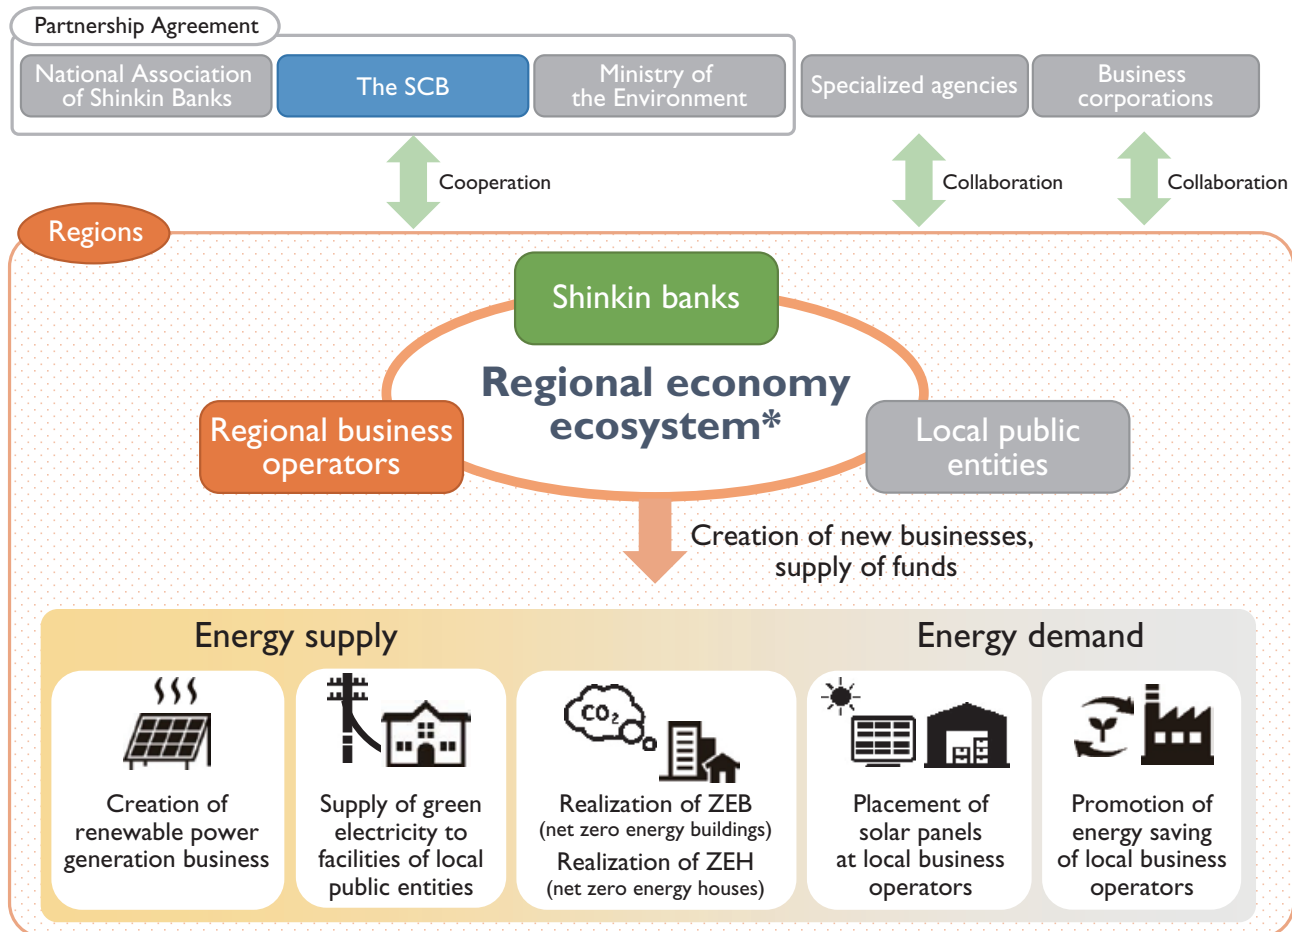 Partnership Agreement
National Association
of Shinkin Banks
The SCB
Ministry of
the Environment
Specialized agencies
Business
corporations
Cooperation
Collaboration
Collaboration
Regions
Shinkin banks
Regional economy
ecosystem*
Regional business
operators
Local public
entities
Creation of new businesses,
supply of funds
Energy supply
Energy demand
Creation of
renewable power
generation business
Supply of green
electricity to
facilities of local
public entities
CO₂
Realization of ZEB
(net zero energy buildings)
Realization of ZEH
(net zero energy houses)
Placement of
solar panels
at local business
operators
Promotion of
energy saving
of local business
operators